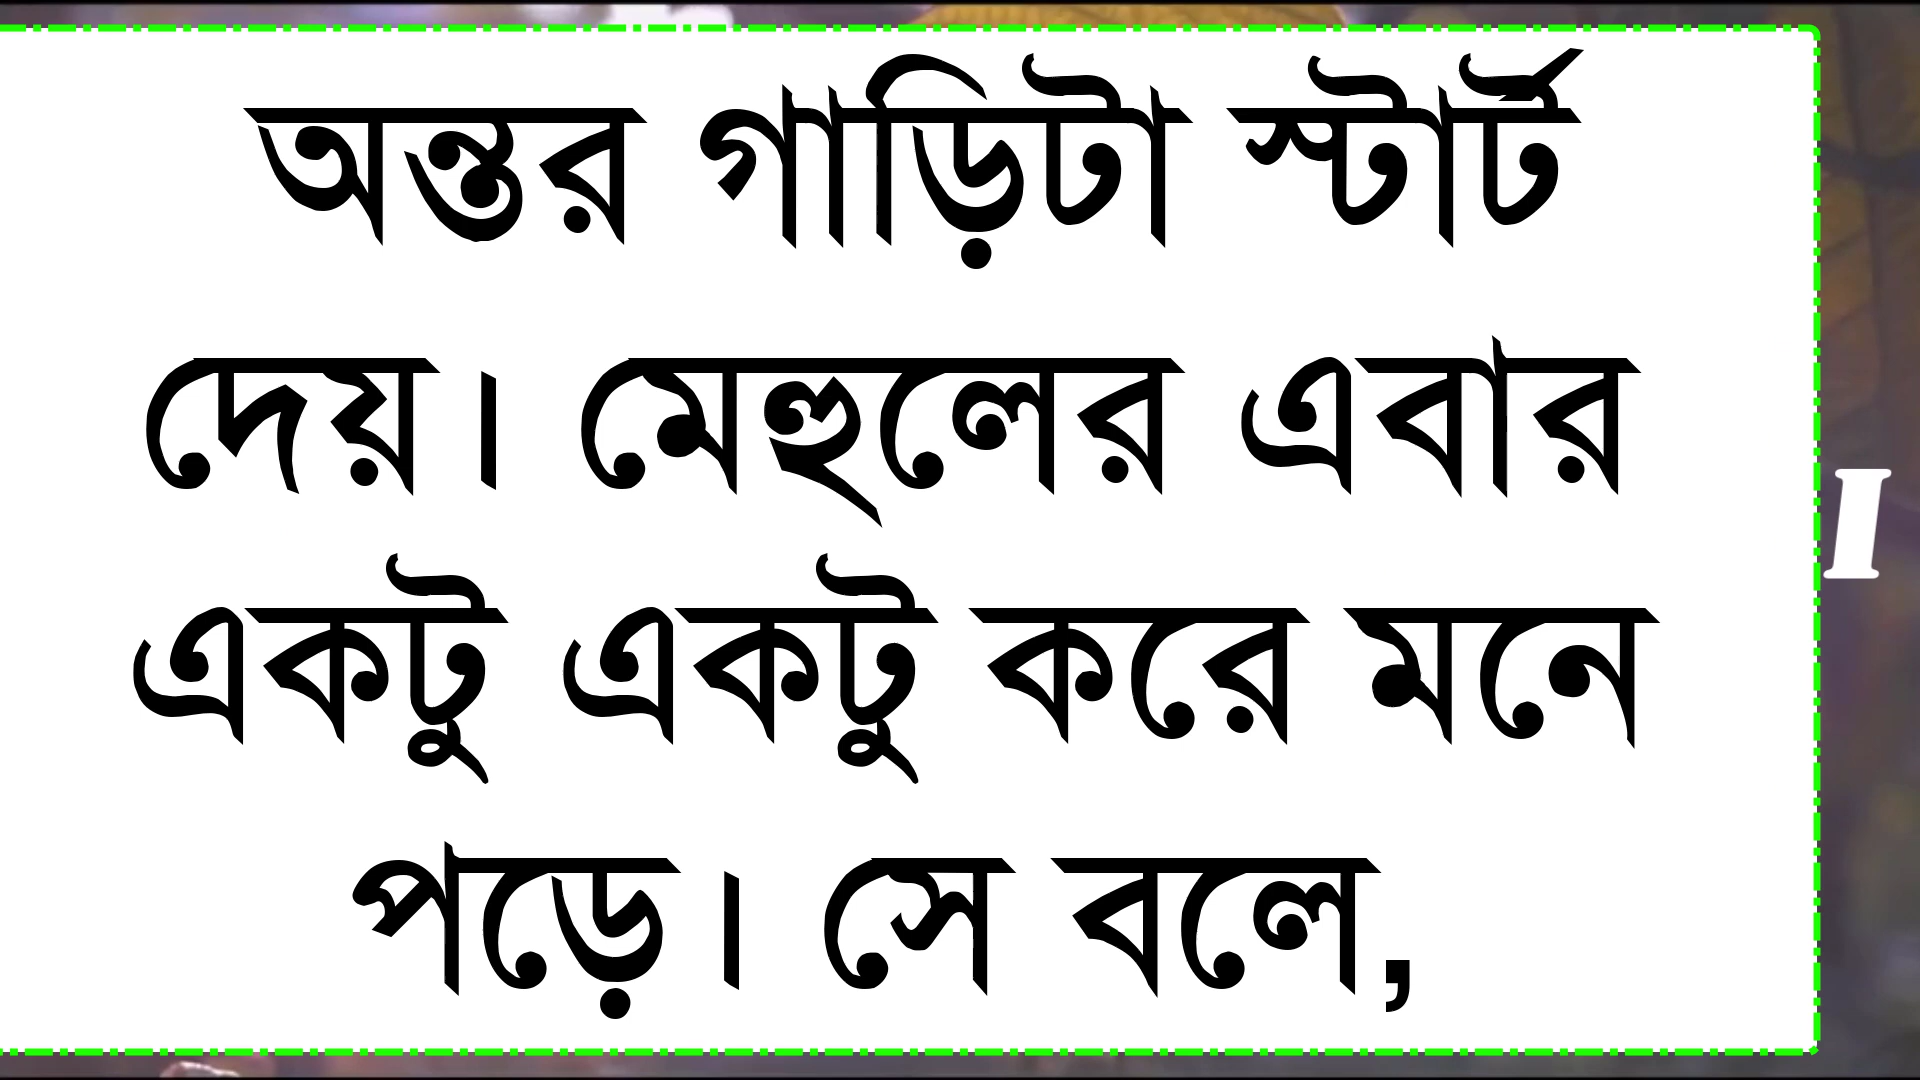 অন্তর গাড়িটা স্টার্ট
দেয়। মেহুলের এবার
একটু একটু করে মনে
পড়ে। সে বলে,
I